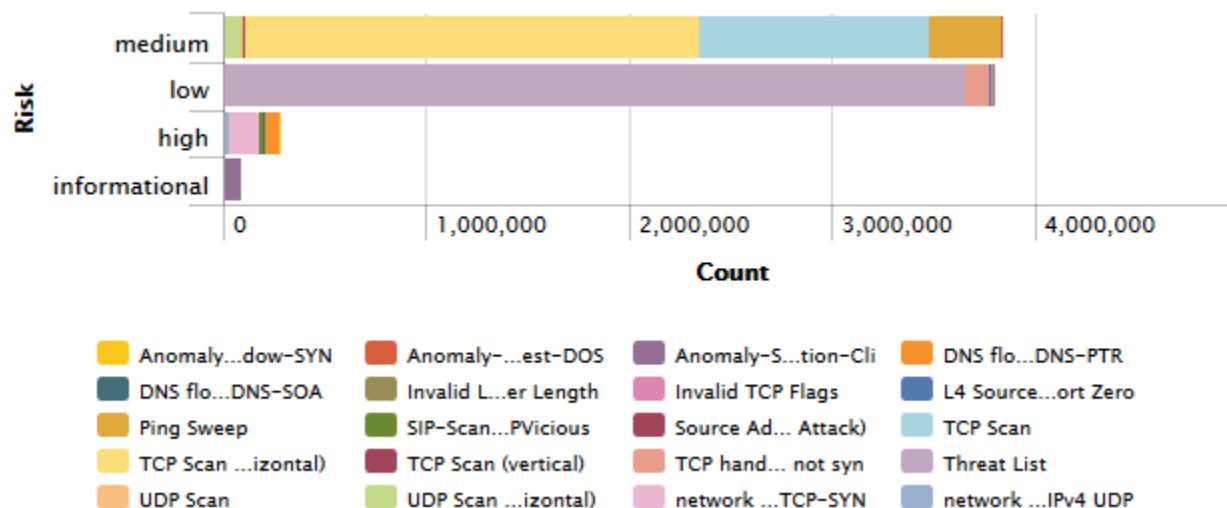 medium
low
high
informational
Risk
0 1,000,000 2,000,000 3,000,000 4,000,000
Count
Anomaly...dow-SYN Anomaly-...est-DOS Anomaly-S...tion-Cli DNS flo...DNS-PTR
DNS flo...DNS-SOA Invalid L...er Length Invalid TCP Flags L4 Source...ort Zero
Ping Sweep SIP-Scan...PVicious Source Ad... Attack) TCP Scan
TCP Scan ...izontal) TCP Scan (vertical) TCP hand... not syn Threat List
UDP Scan UDP Scan ...izontal) network ...TCP-SYN network ...IPv4 UDP